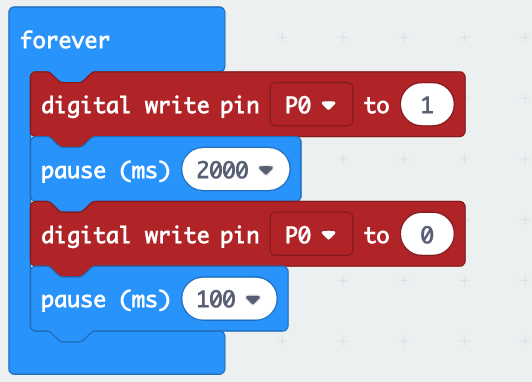 forever
digital write pin P0 to 1
pause (ms) 2000
digital write pin P0 to 0
pause (ms) 100